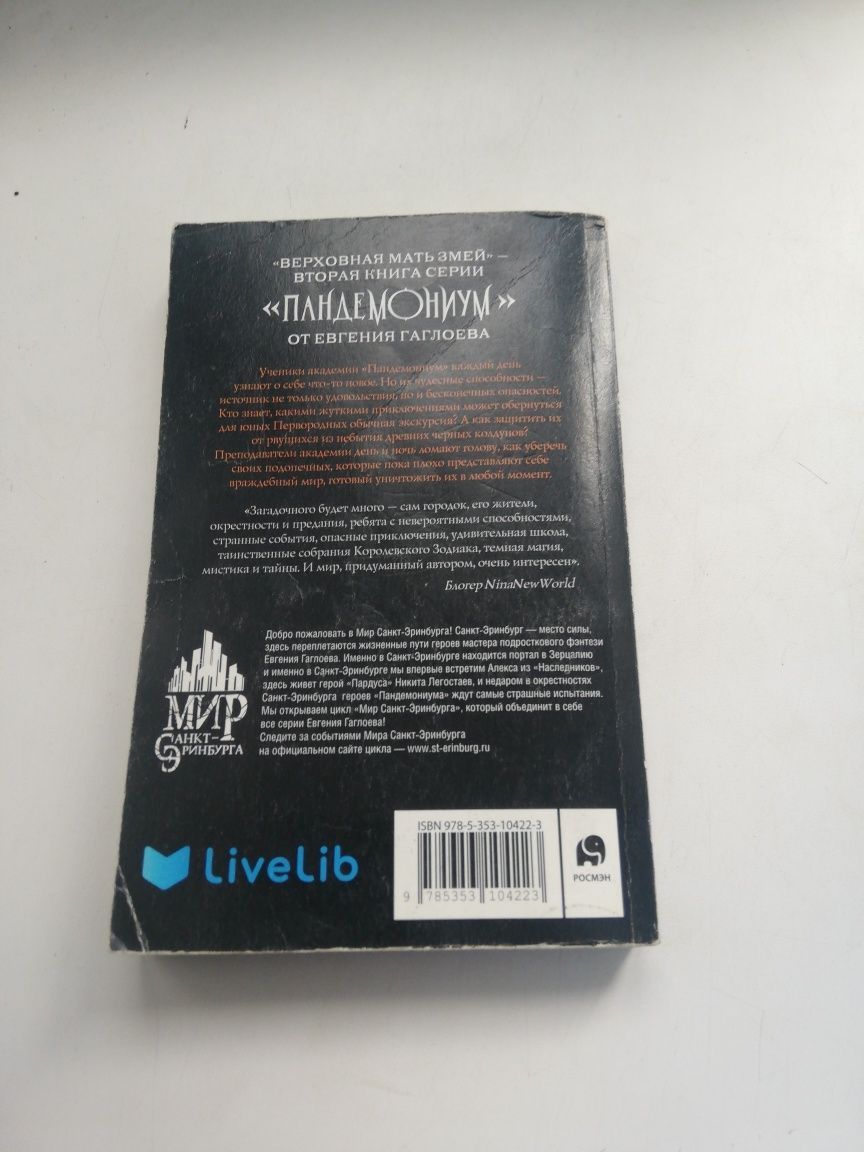 «ВЕРХОВНАЯ МАТЬ ЗМЕЙ» —
ВТОРАЯ КНИГА СЕРИИ
«ПАНДЕМОНИУМ»
ОТ ЕВГЕНИЯ ГАГЛОЕВА
Ученики академии «Пандемониум» каждый день
узнают о себе что-то новое. Но их чудесные способности —
источник не только удовольствия, но и бесконечных опасностей.
Кто знает, какими жуткими приключениями может обернуться
для юных Первородных обычная экскурсия? А как защитить их
от рвущихся из небытия древних черных колдунов?
Преподаватели академии день и ночь ломают голову, как уберечь
своих подопечных, которые пока плохо представляют себе
враждебный мир, готовый уничтожить их в любой момент.
«Загадочного будет много — сам городок, его жители,
окрестности и предания, ребята с невероятными способностями,
странные события, опасные приключения, удивительная школа,
таинственные собрания Королевского Зодиака, темная магия,
мистика и тайны. И мир, придуманный автором, очень интересен».
Блогер NinaNewWorld
МИР
САНКТ-
ЭРИНБУРГА
Добро пожаловать в Мир Санкт-Эринбурга! Санкт-Эринбург — место силы,
здесь переплетаются жизненные пути героев мастера подросткового фэнтези
Евгения Гаглоева. Именно в Санкт-Эринбурге находится портал в Зерцалию
и именно в Санкт-Эринбурге мы впервые встретим Алекса из «Наследников»,
здесь живет герой «Пардуса» Никита Легостаев, и недаром в окрестностях
Санкт-Эринбурга героев «Пандемониума» ждут самые страшные испытания.
Мы открываем цикл «Мир Санкт-Эринбурга», который объединит в себе
все серии Евгения Гаглоева!
Следите за событиями Мира Санкт-Эринбурга
на официальном сайте цикла — www.st-erinburg.ru
LiveLib
ISBN 978-5-353-10422-3
9 785353 104223
РОСМЭН